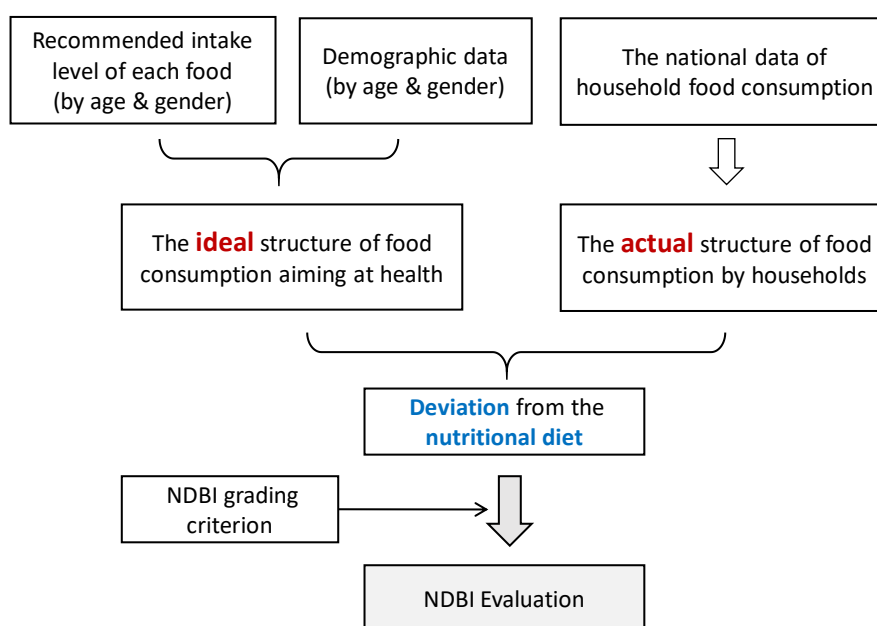 Recommended intake
level of each food
(by age & gender)
Demographic data
(by age & gender)
The national data of
household food consumption
The ideal structure of food
consumption aiming at health
The actual structure of food
consumption by households
Deviation from the
nutritional diet
NDBI grading
criterion
NDBI Evaluation